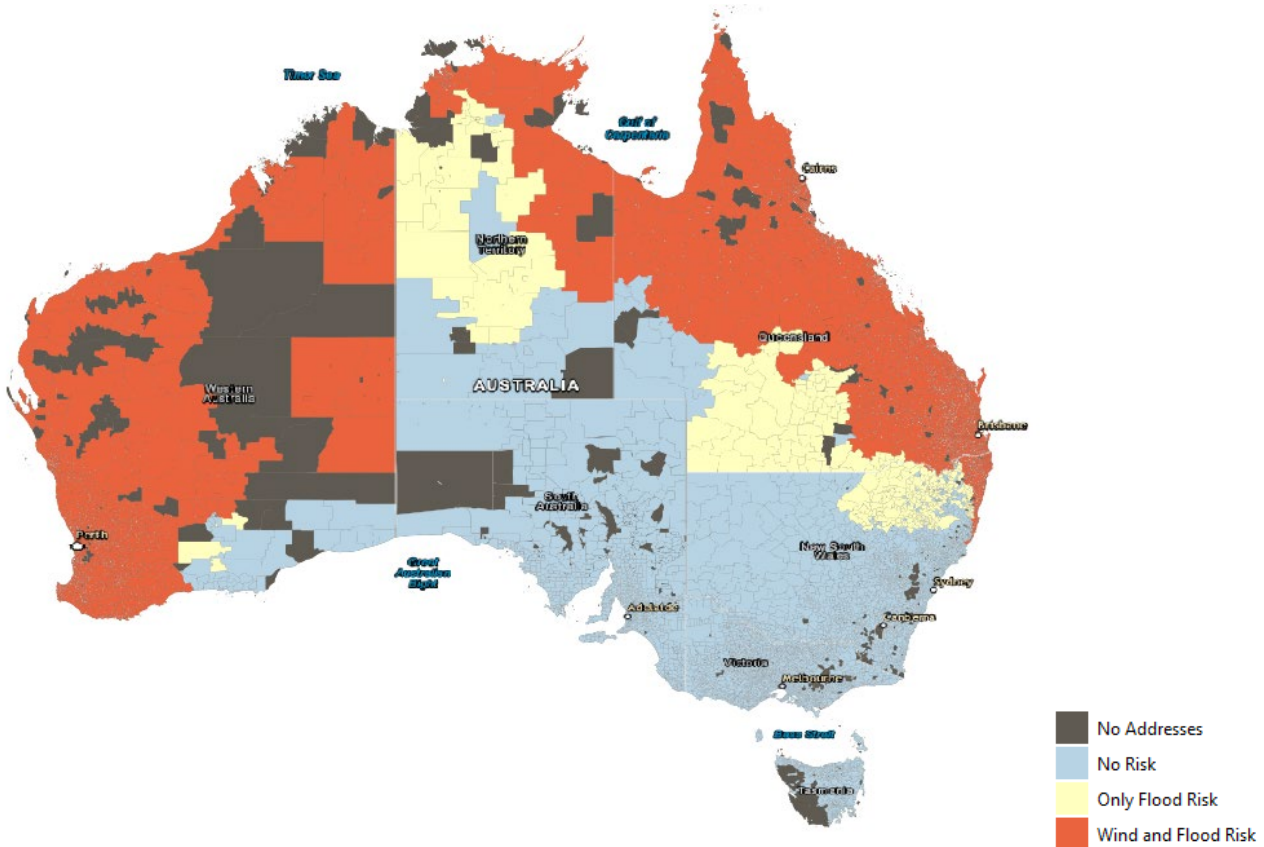 Timor Sea
Gulf of
Carpentaria
Cairns
Northern
Territory
Queensland
Western
Australia
AUSTRALIA
Brisbane
South
Australia
Perth
New South
Wales
Great
Australian
Bight
Sydney
Adelaide
Canberra
Victoria
Melbourne
Bass Strait
Tasmania
No Addresses
No Risk
Only Flood Risk
Wind and Flood Risk